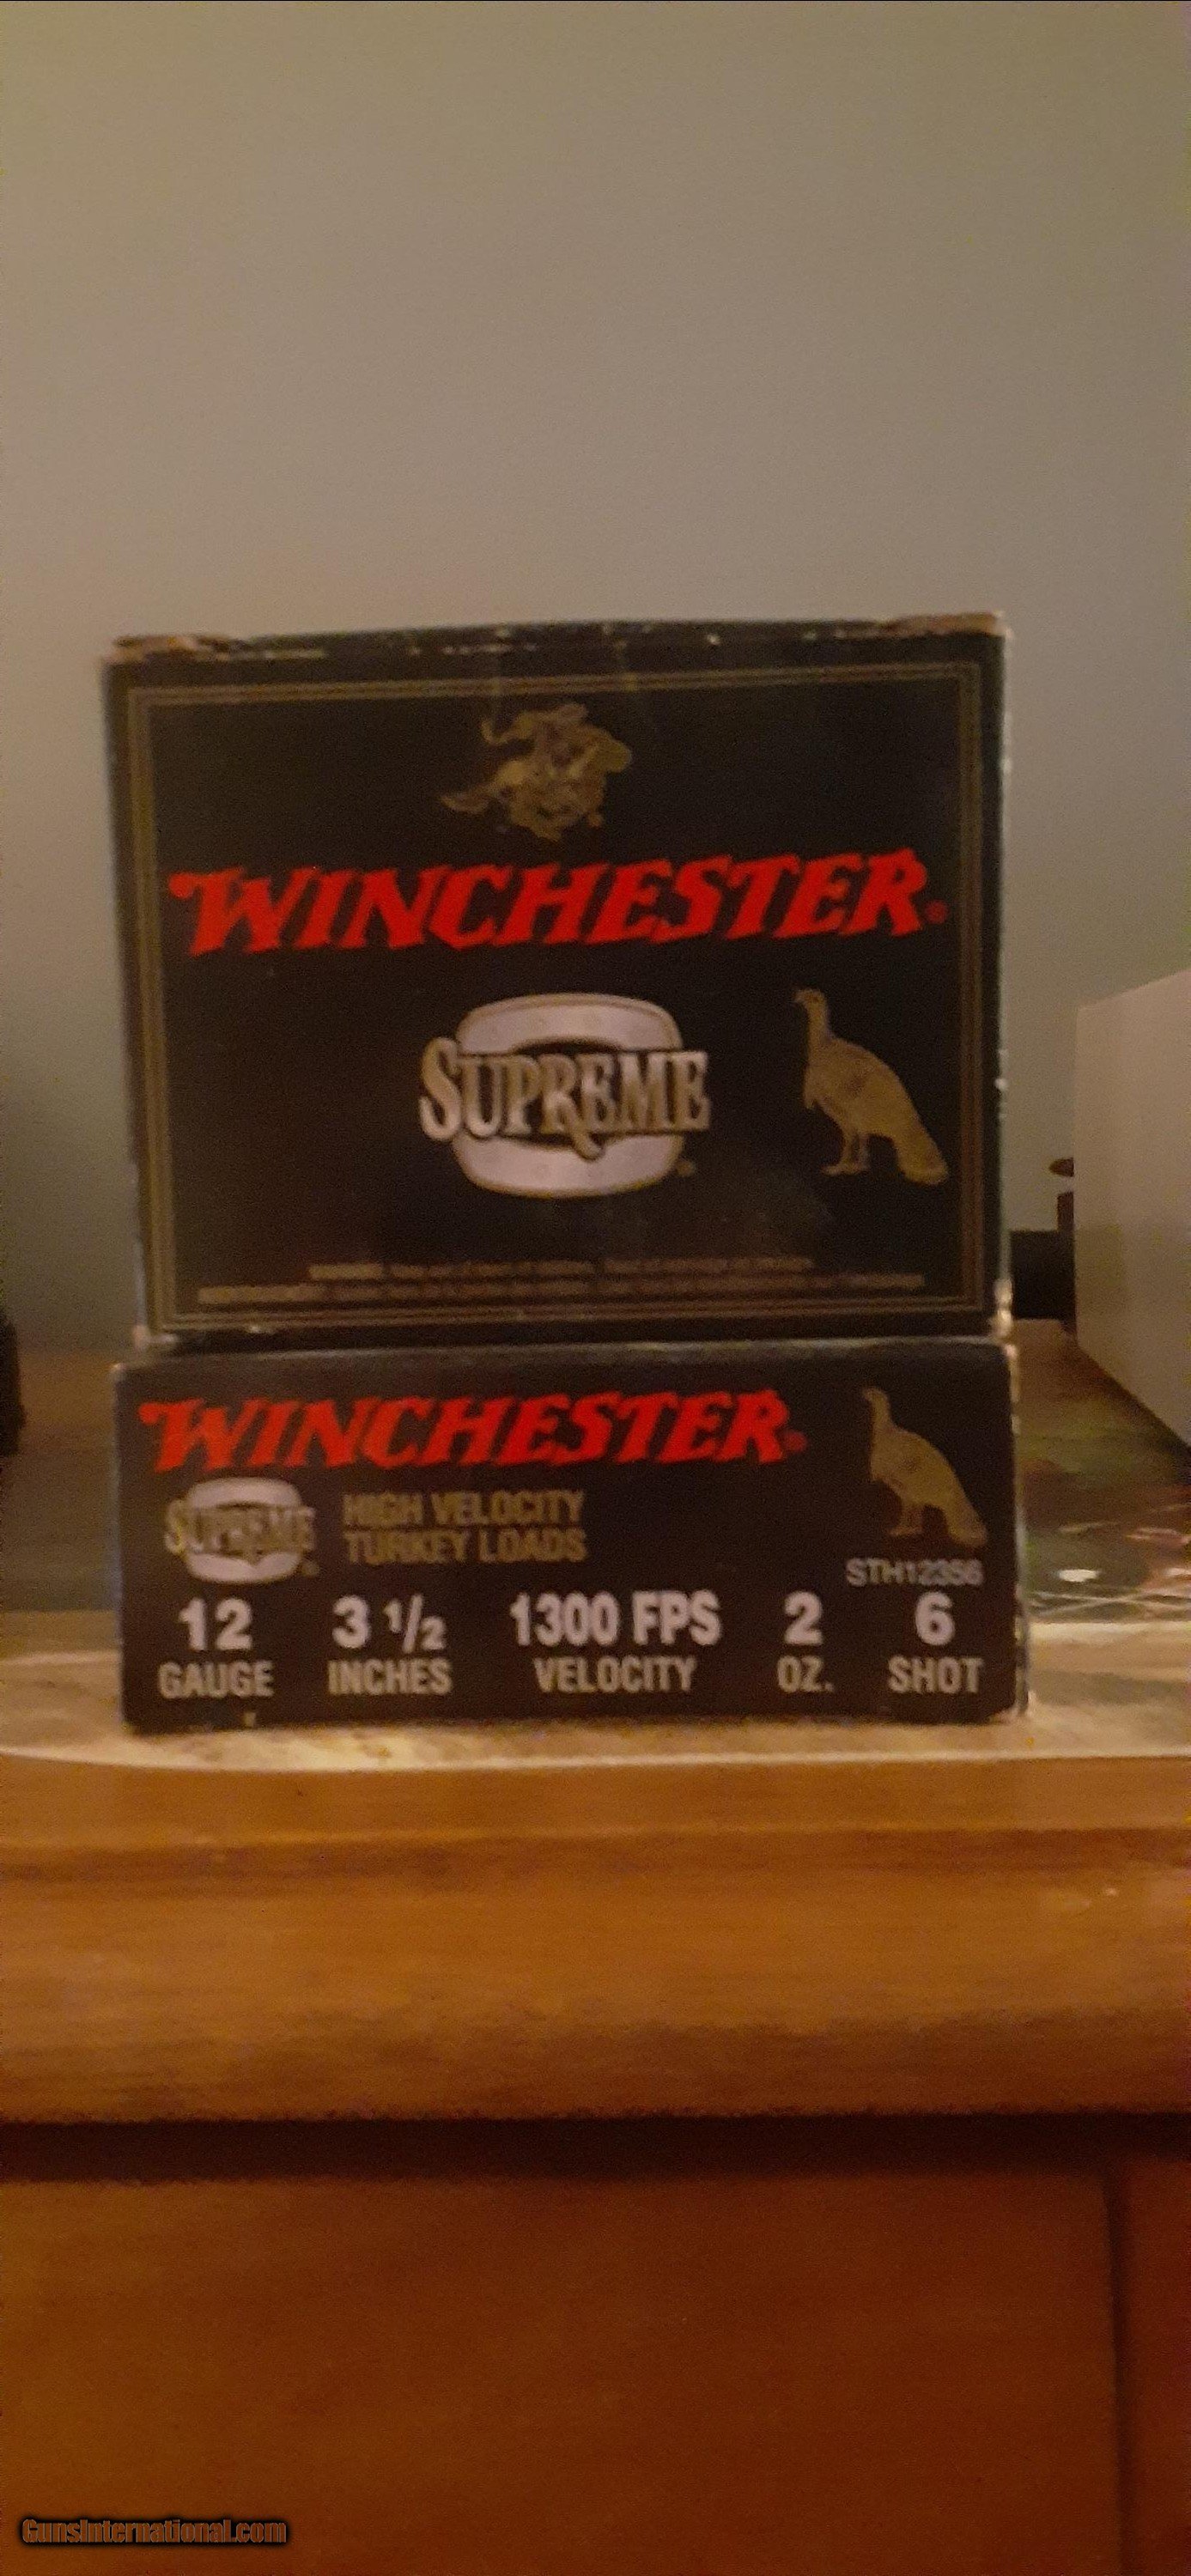 WINCHESTER®
SUPREME®
WINCHESTER®
SUPREME®
HIGH VELOCITY
TURKEY LOADS
STH12356
12 3 1/2 1300 FPS 2 6
GAUGE INCHES VELOCITY OZ. SHOT
GunsInternational.com